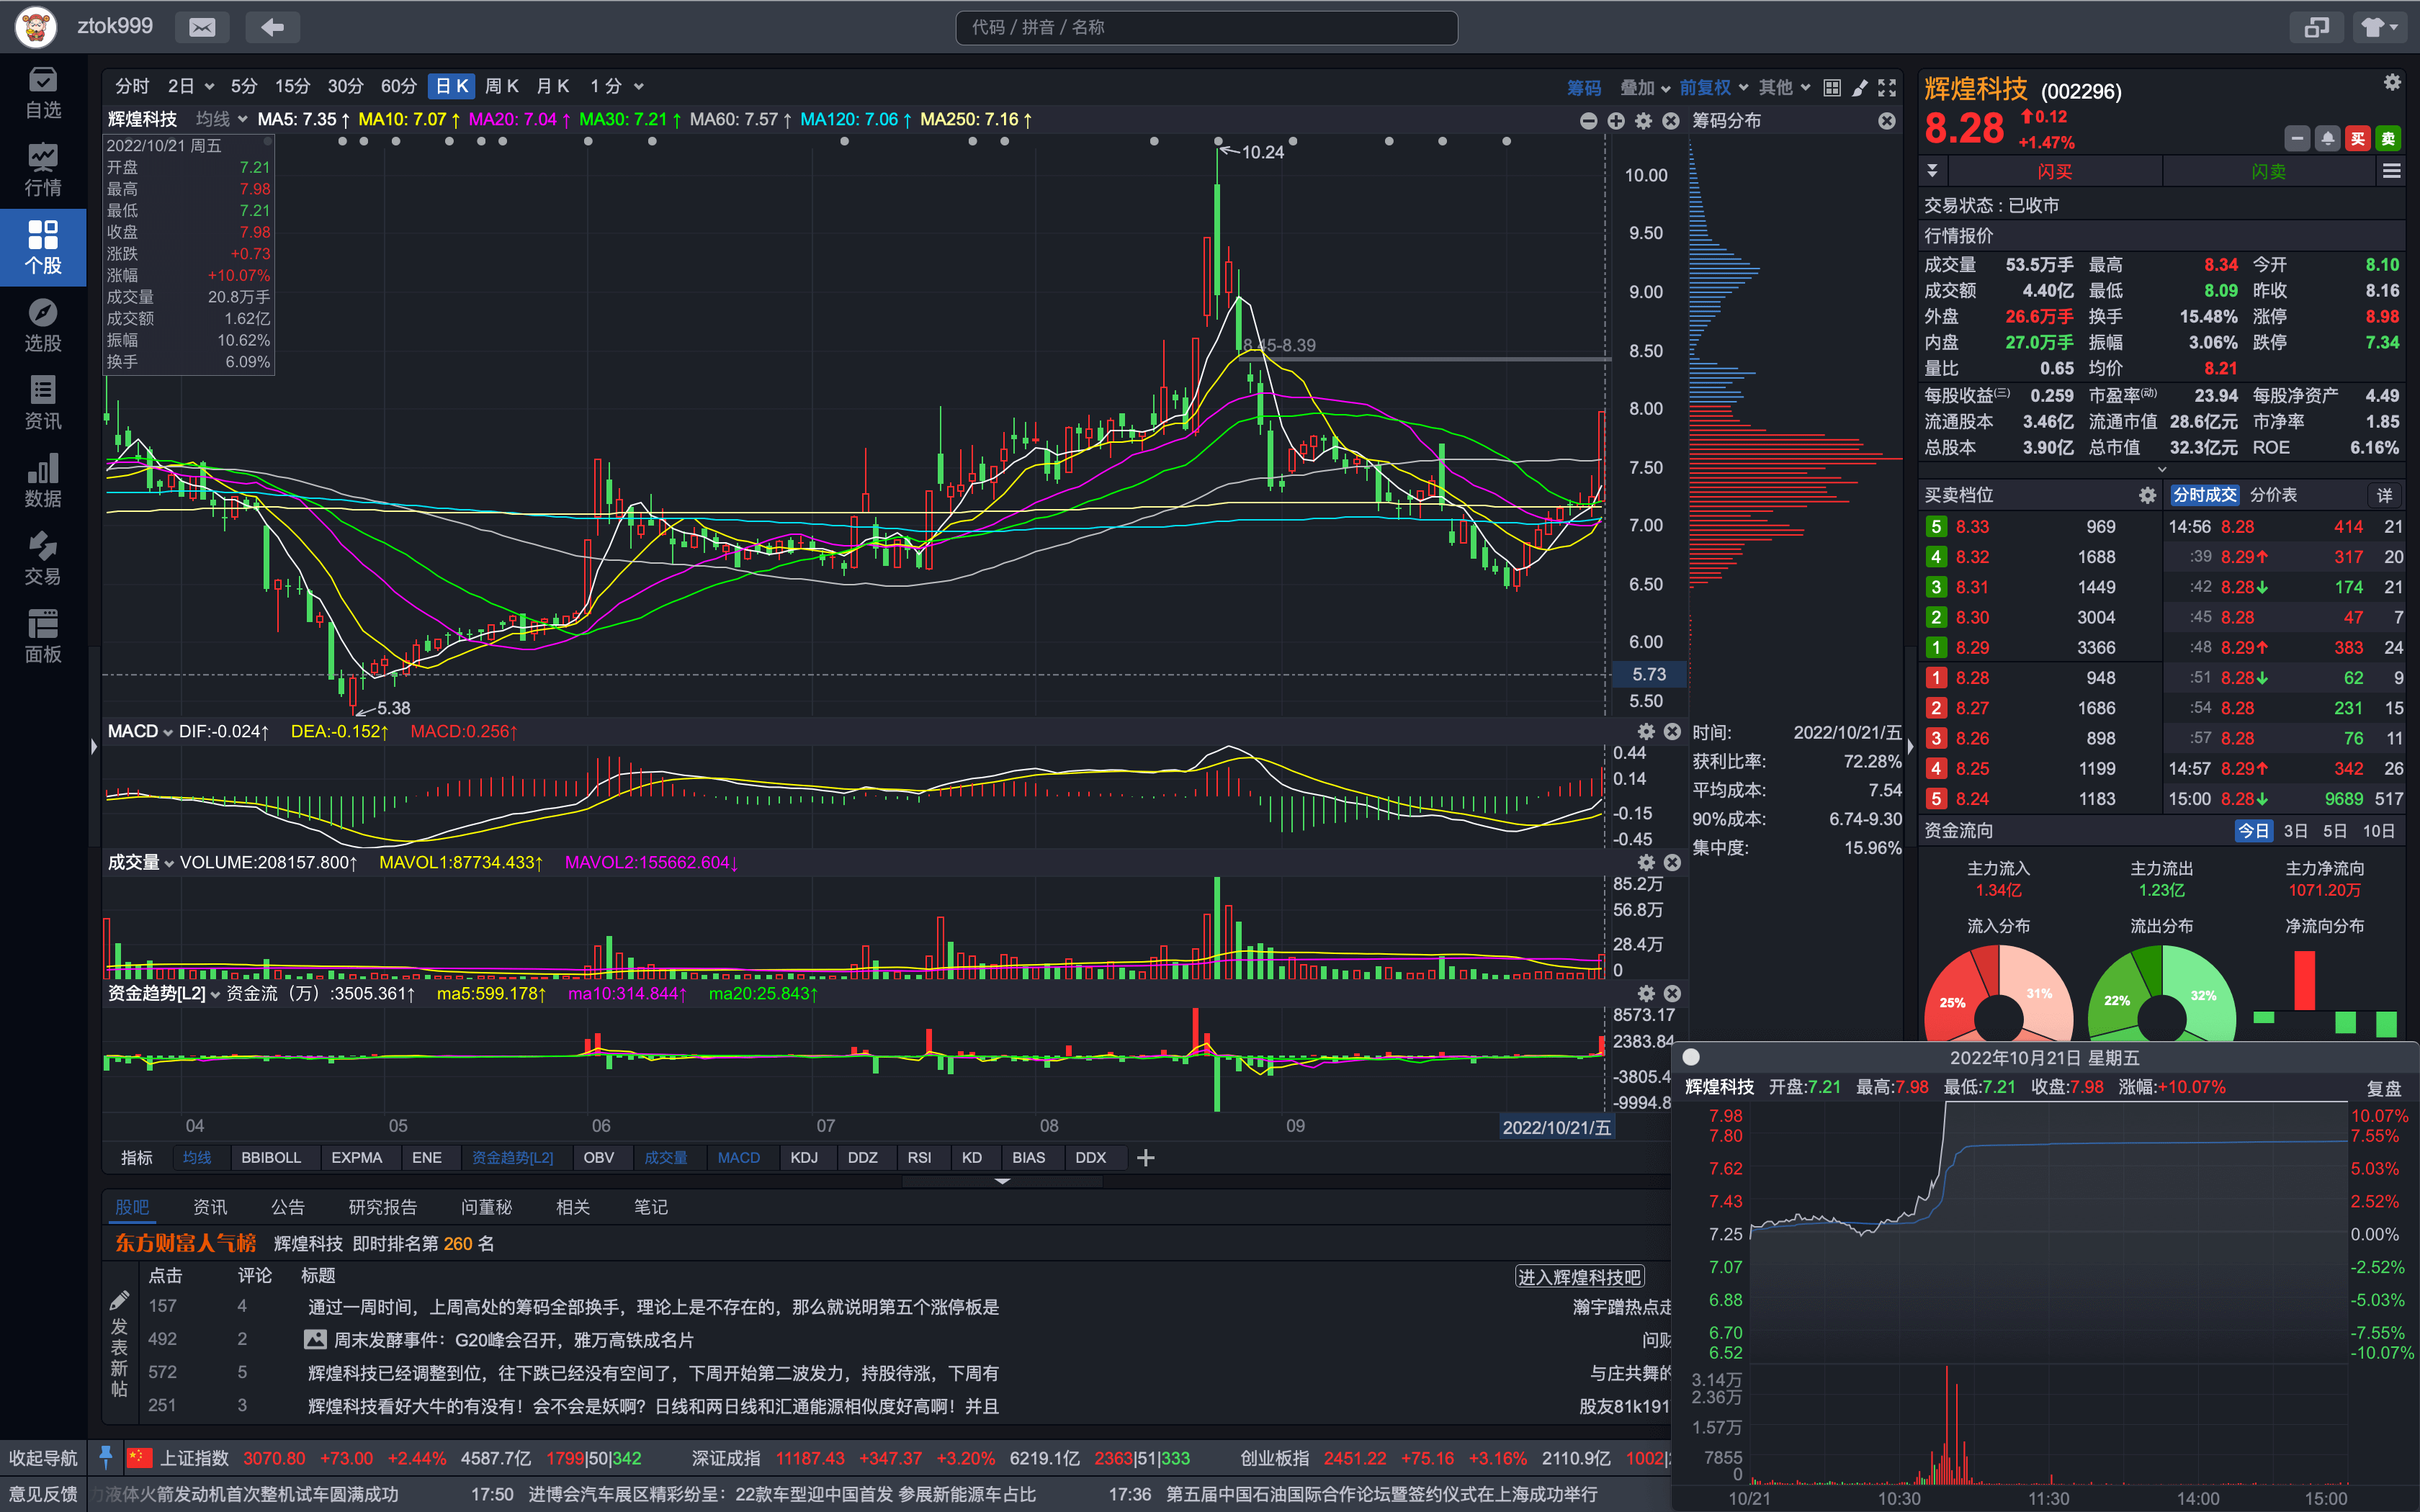 ztok999
代码 / 拼音 / 名称
自选
行情
个股
选股
资讯
数据
交易
面板
分时 2日 5分 15分 30分 60分 日K 周K 月K 1分
筹码 叠加 前复权 其他
辉煌科技 均线 MA5: 7.35↑ MA10: 7.07↑ MA20: 7.04↑ MA30: 7.21↑ MA60: 7.57↑ MA120: 7.06↑ MA250: 7.16↑
筹码分布
2022/10/21 周五
开盘 7.21
最高 7.98
最低 7.21
收盘 7.98
涨跌 +0.73
涨幅 +10.07%
成交量 20.8万手
成交额 1.62亿
振幅 10.62%
换手 6.09%
10.24
8.45-8.39
5.38
10.00
9.50
9.00
8.50
8.00
7.50
7.00
6.50
6.00
5.73
5.50
MACD DIF:-0.024↑ DEA:-0.152↑ MACD:0.256↑
0.44
0.14
-0.15
-0.45
成交量 VOLUME:208157.800↑ MAVOL1:87734.433↑ MAVOL2:155662.604↓
85.2万
56.8万
28.4万
0
资金趋势[L2] 资金流（万）:3505.361↑ ma5:599.178↑ ma10:314.844↑ ma20:25.843↑
8573.17
2383.84
-3805.4
-9994.8
04 05 06 07 08 09 2022/10/21/五
时间: 2022/10/21/五
获利比率: 72.28%
平均成本: 7.54
90%成本: 6.74-9.30
集中度: 15.96%
指标 均线 BBIBOLL EXPMA ENE 资金趋势[L2] OBV 成交量 MACD KDJ DDZ RSI KD BIAS DDX
股吧 资讯 公告 研究报告 问董秘 相关 笔记
东方财富人气榜 辉煌科技 即时排名第 260 名
点击 评论 标题
进入辉煌科技吧
发表新帖
157 4 通过一周时间，上周高处的筹码全部换手，理论上是不存在的，那么就说明第五个涨停板是 瀚宇蹭热点走
492 2 周末发酵事件：G20峰会召开，雅万高铁成名片 问财
572 5 辉煌科技已经调整到位，往下跌已经没有空间了，下周开始第二波发力，持股待涨，下周有 与庄共舞的
251 3 辉煌科技看好大牛的有没有！会不会是妖啊？日线和两日线和汇通能源相似度好高啊！并且 股友81k191
辉煌科技 (002296)
8.28 0.12
+1.47%
买 卖
闪买 闪卖
交易状态：已收市
行情报价
成交量 53.5万手 最高 8.34 今开 8.10
成交额 4.40亿 最低 8.09 昨收 8.16
外盘 26.6万手 换手 15.48% 涨停 8.98
内盘 27.0万手 振幅 3.06% 跌停 7.34
量比 0.65 均价 8.21
每股收益(三) 0.259 市盈率(动) 23.94 每股净资产 4.49
流通股本 3.46亿 流通市值 28.6亿元 市净率 1.85
总股本 3.90亿 总市值 32.3亿元 ROE 6.16%
买卖档位 分时成交 分价表 详
5 8.33 969 14:56 8.28 414 21
4 8.32 1688 :39 8.29↑ 317 20
3 8.31 1449 :42 8.28↓ 174 21
2 8.30 3004 :45 8.28 47 7
1 8.29 3366 :48 8.29↑ 383 24
1 8.28 948 :51 8.28↓ 62 9
2 8.27 1686 :54 8.28 231 15
3 8.26 898 :57 8.28 76 11
4 8.25 1199 14:57 8.29↑ 342 26
5 8.24 1183 15:00 8.28↓ 9689 517
资金流向 今日 3日 5日 10日
主力流入 主力流出 主力净流向
1.34亿 1.23亿 1071.20万
流入分布 流出分布 净流向分布
25% 31% 22% 32%
2022年10月21日 星期五
辉煌科技 开盘:7.21 最高:7.98 最低:7.21 收盘:7.98 涨幅:+10.07% 复盘
7.98 10.07%
7.80 7.55%
7.62 5.03%
7.43 2.52%
7.25 0.00%
7.07 -2.52%
6.88 -5.03%
6.70 -7.55%
6.52 -10.07%
3.14万
2.36万
1.57万
7855
0
10/21 10:30 11:30 14:00 15:00
收起导航 上证指数 3070.80 +73.00 +2.44% 4587.7亿 1799|50|342 深证成指 11187.43 +347.37 +3.20% 6219.1亿 2363|51|333 创业板指 2451.22 +75.16 +3.16% 2110.9亿 1002|
意见反馈 力液体火箭发动机首次整机试车圆满成功 17:50 进博会汽车展区精彩纷呈：22款车型迎中国首发 参展新能源车占比 17:36 第五届中国石油国际合作论坛暨签约仪式在上海成功举行